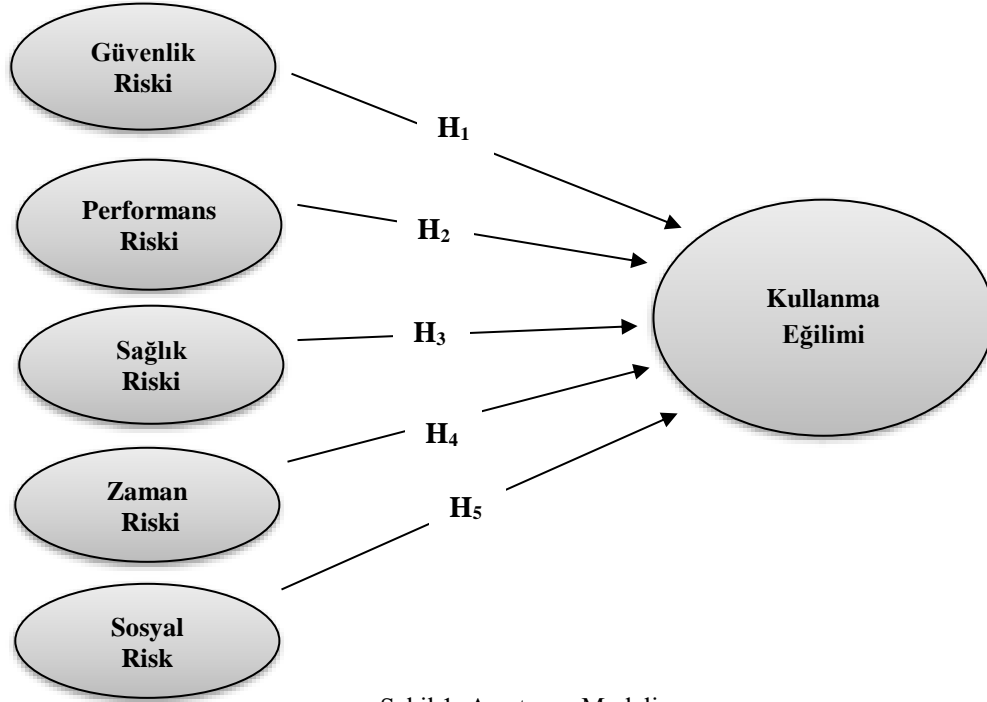 Güvenlik
Riski
H₁
Performans
Riski
H₂
Kullanma
Eğilimi
Sağlık
Riski
H₃
Zaman
Riski
H₄
Sosyal
Risk
H₅